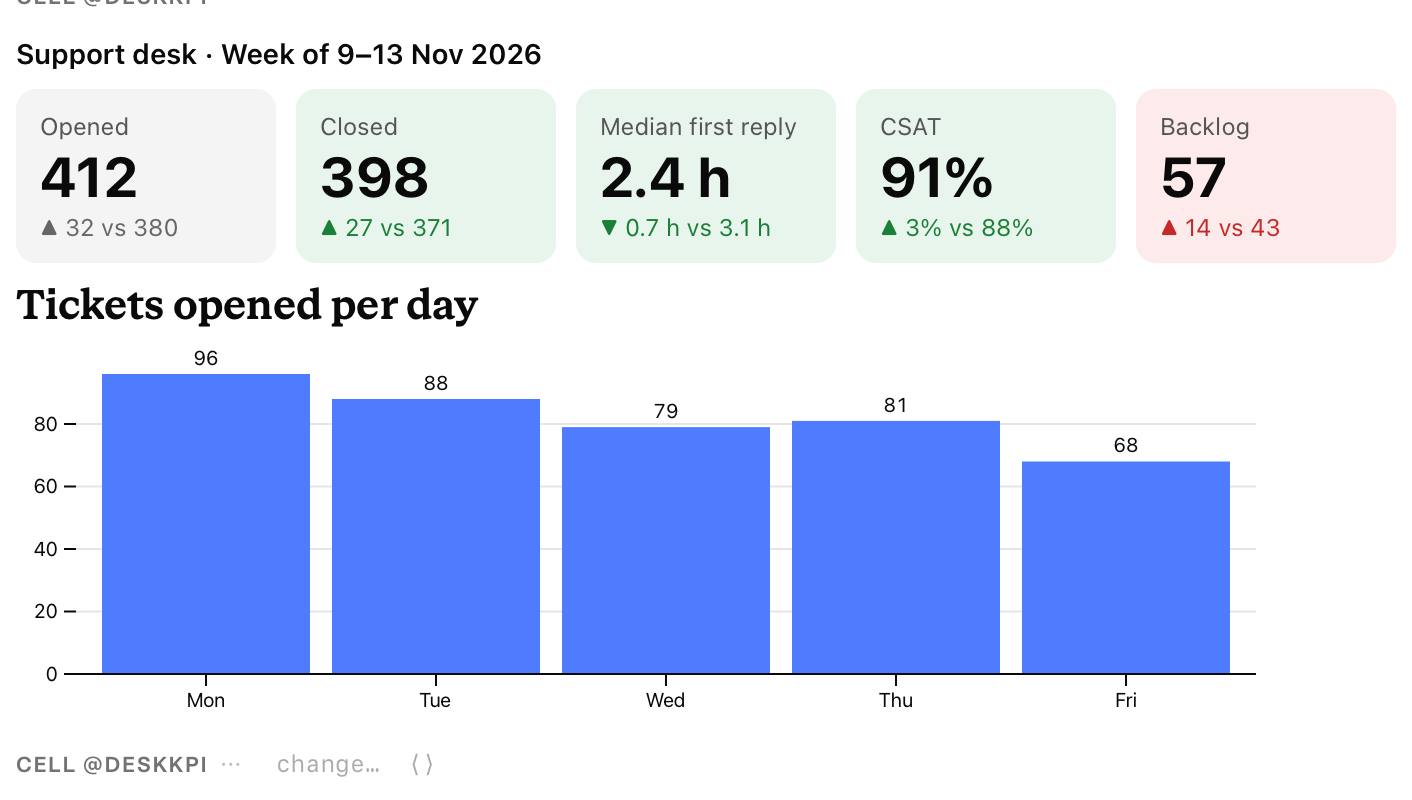 CELL @DESKKPI
Support desk · Week of 9–13 Nov 2026
Opened
412
▲ 32 vs 380
Closed
398
▲ 27 vs 371
Median first reply
2.4 h
▼ 0.7 h vs 3.1 h
CSAT
91%
▲ 3% vs 88%
Backlog
57
▲ 14 vs 43
Tickets opened per day
96
88
79
81
68
80
60
40
20
0
Mon Tue Wed Thu Fri
CELL @DESKKPI ··· change… ⟨ ⟩